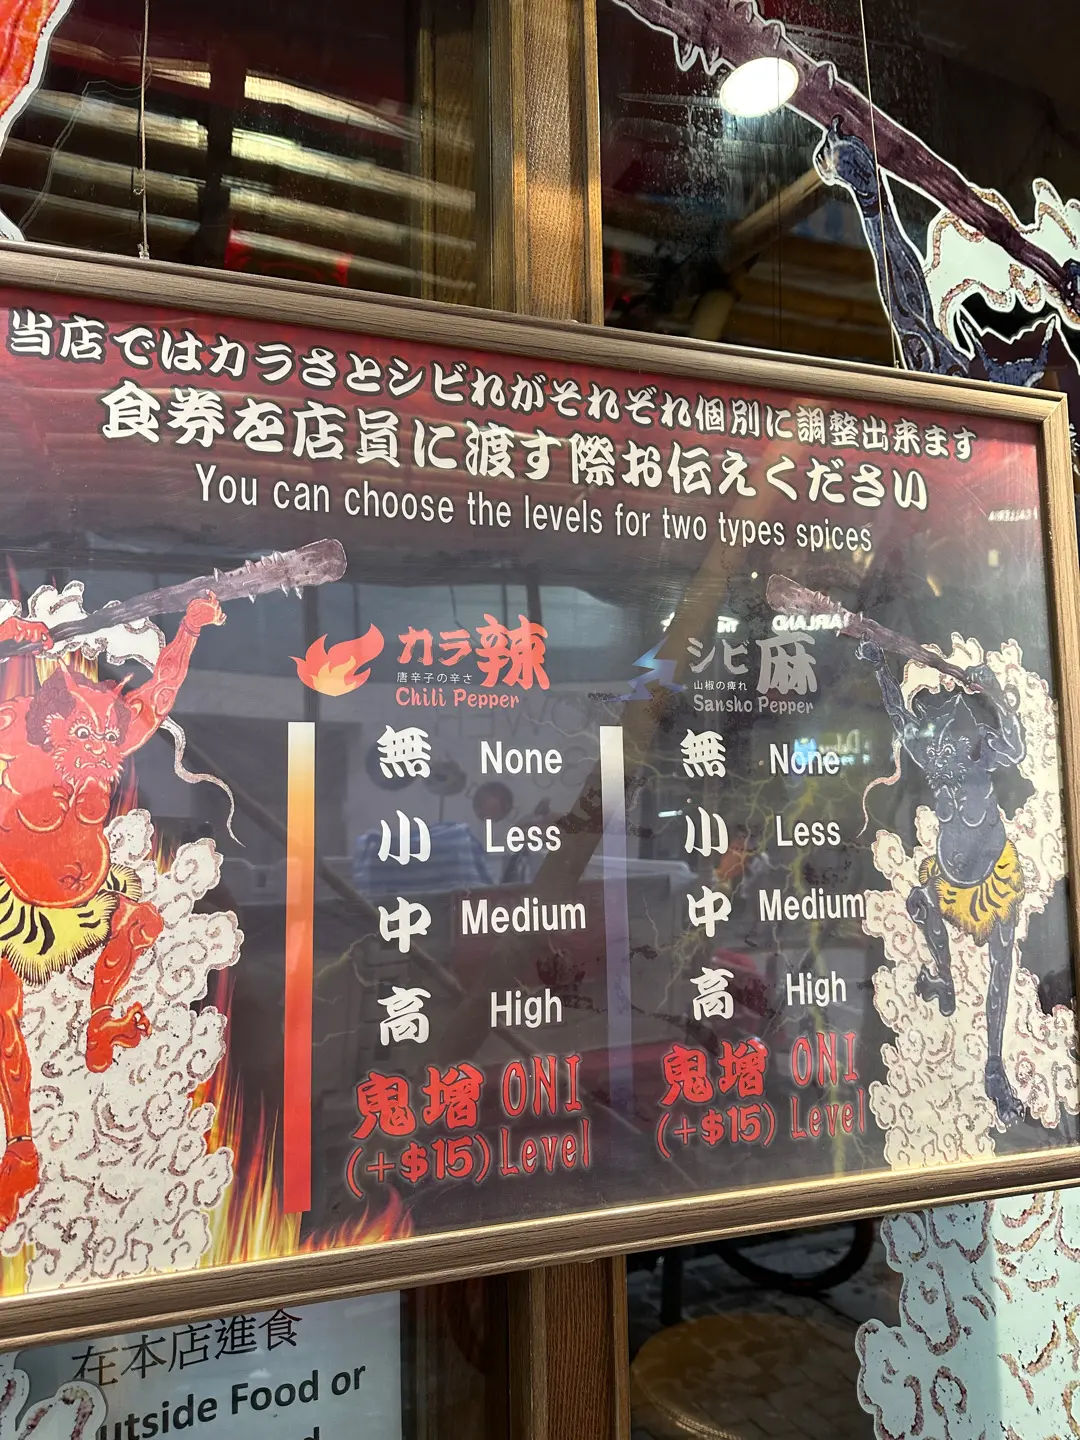 当店ではカラさとシビれがそれぞれ個別に調整出来ます
食券を店員に渡す際お伝えください
You can choose the levels for two types spices
カラ 辣
唐辛子の辛さ
Chili Pepper
無 None
小 Less
中 Medium
高 High
鬼増 ONI
(+$15) Level
シビ 麻
山椒の痺れ
Sansho Pepper
無 None
小 Less
中 Medium
高 High
鬼増 ONI
(+$15) Level
在本店進食
utside Food or